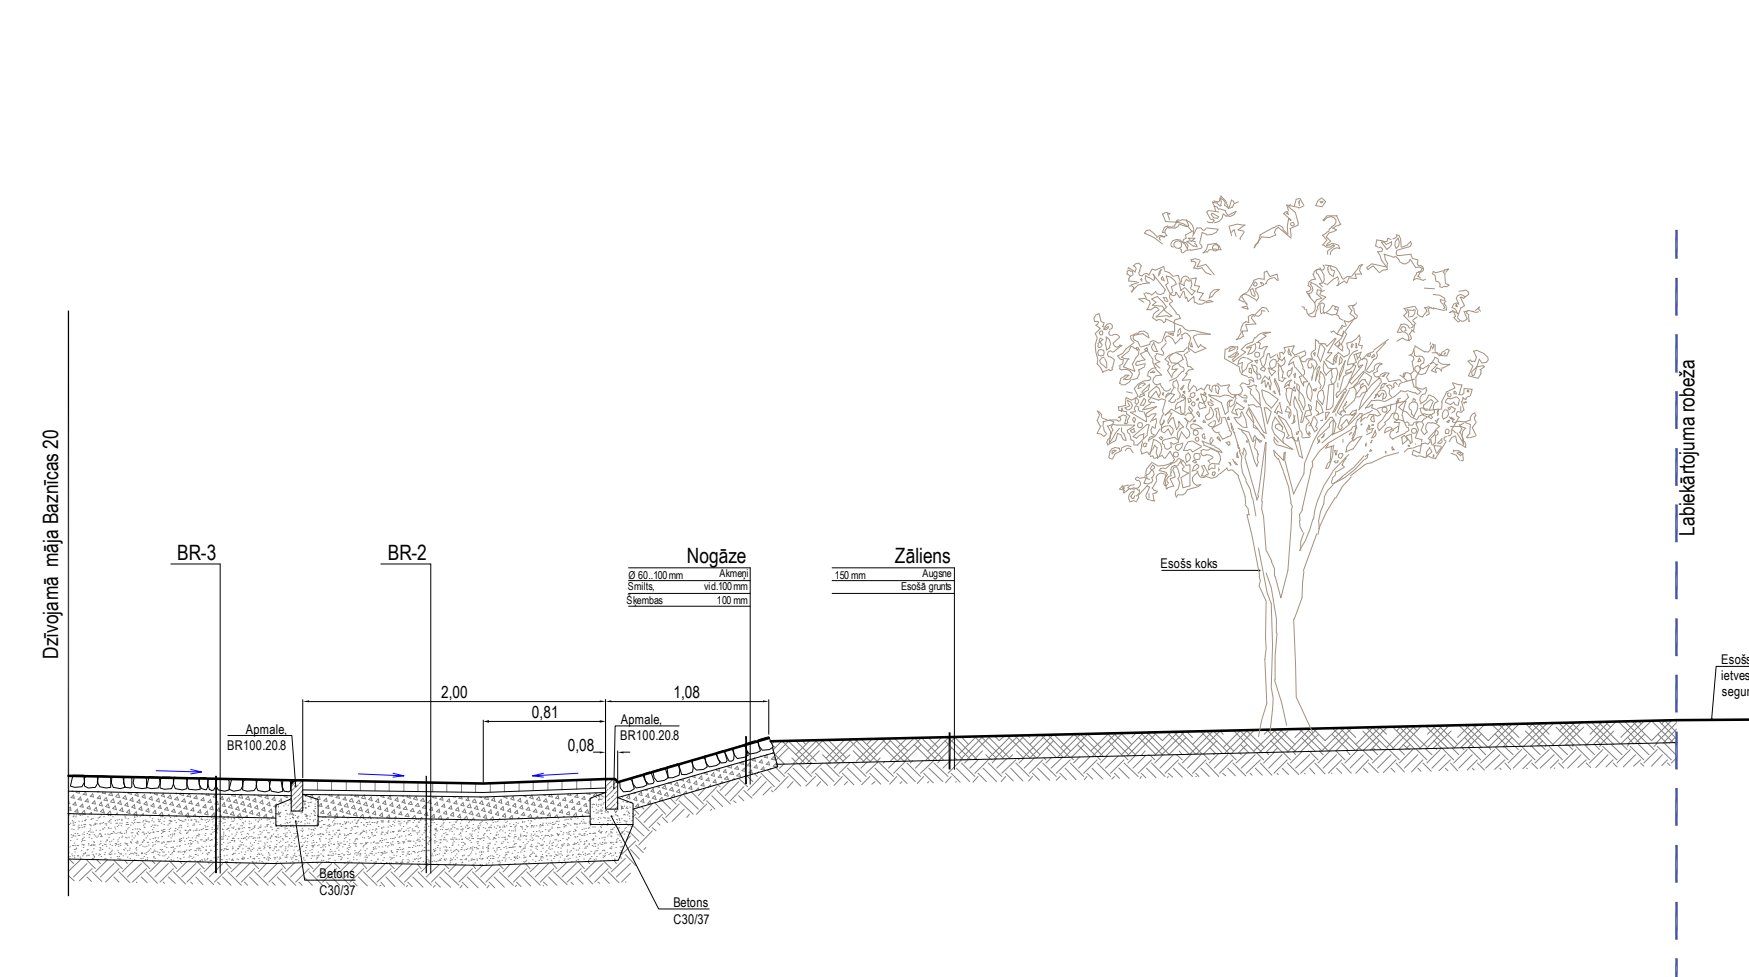 Dzīvojamā māja Baznīcas 20
BR-3
BR-2
Nogāze
Ø 60..100 mm Akmeņi
Smilts, vid.100 mm
Šķembas 100 mm
Zāliens
150 mm Augsne
Esošā grunts
Esošs koks
Labiekārtojuma robeža
Esošs
ietves
segur
2,00
1,08
0,81
0,08
Apmale,
BR100.20.8
Apmale,
BR100.20.8
Betons
C30/37
Betons
C30/37